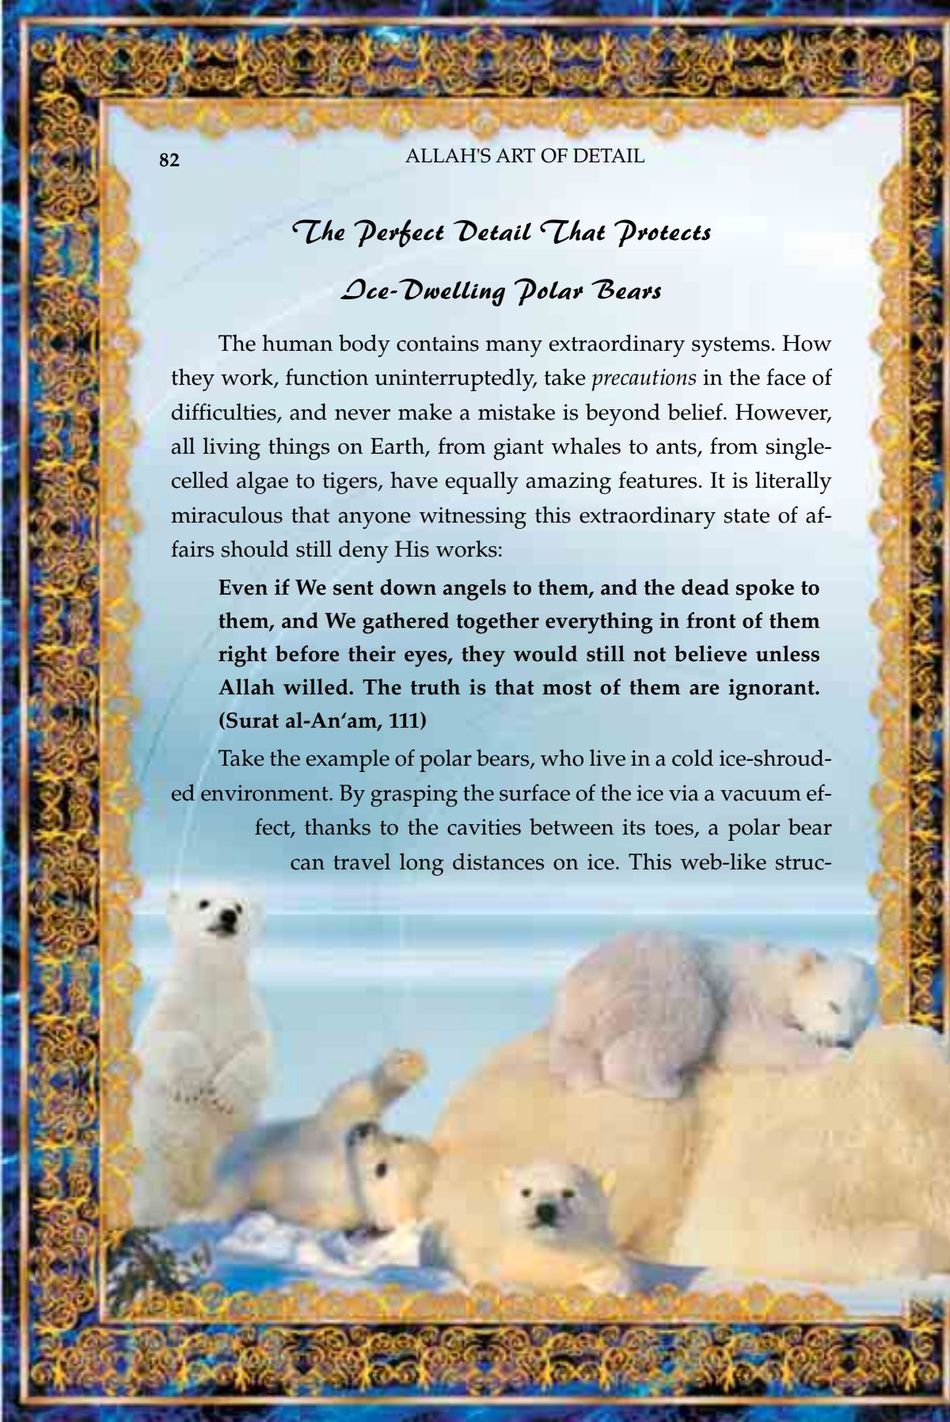 82
ALLAH'S ART OF DETAIL
The Perfect Detail That Protects
Ice-Dwelling Polar Bears
The human body contains many extraordinary systems. How
they work, function uninterruptedly, take precautions in the face of
difficulties, and never make a mistake is beyond belief. However,
all living things on Earth, from giant whales to ants, from single-
celled algae to tigers, have equally amazing features. It is literally
miraculous that anyone witnessing this extraordinary state of af-
fairs should still deny His works:
Even if We sent down angels to them, and the dead spoke to
them, and We gathered together everything in front of them
right before their eyes, they would still not believe unless
Allah willed. The truth is that most of them are ignorant.
(Surat al-An‘am, 111)
Take the example of polar bears, who live in a cold ice-shroud-
ed environment. By grasping the surface of the ice via a vacuum ef-
fect, thanks to the cavities between its toes, a polar bear
can travel long distances on ice. This web-like struc-